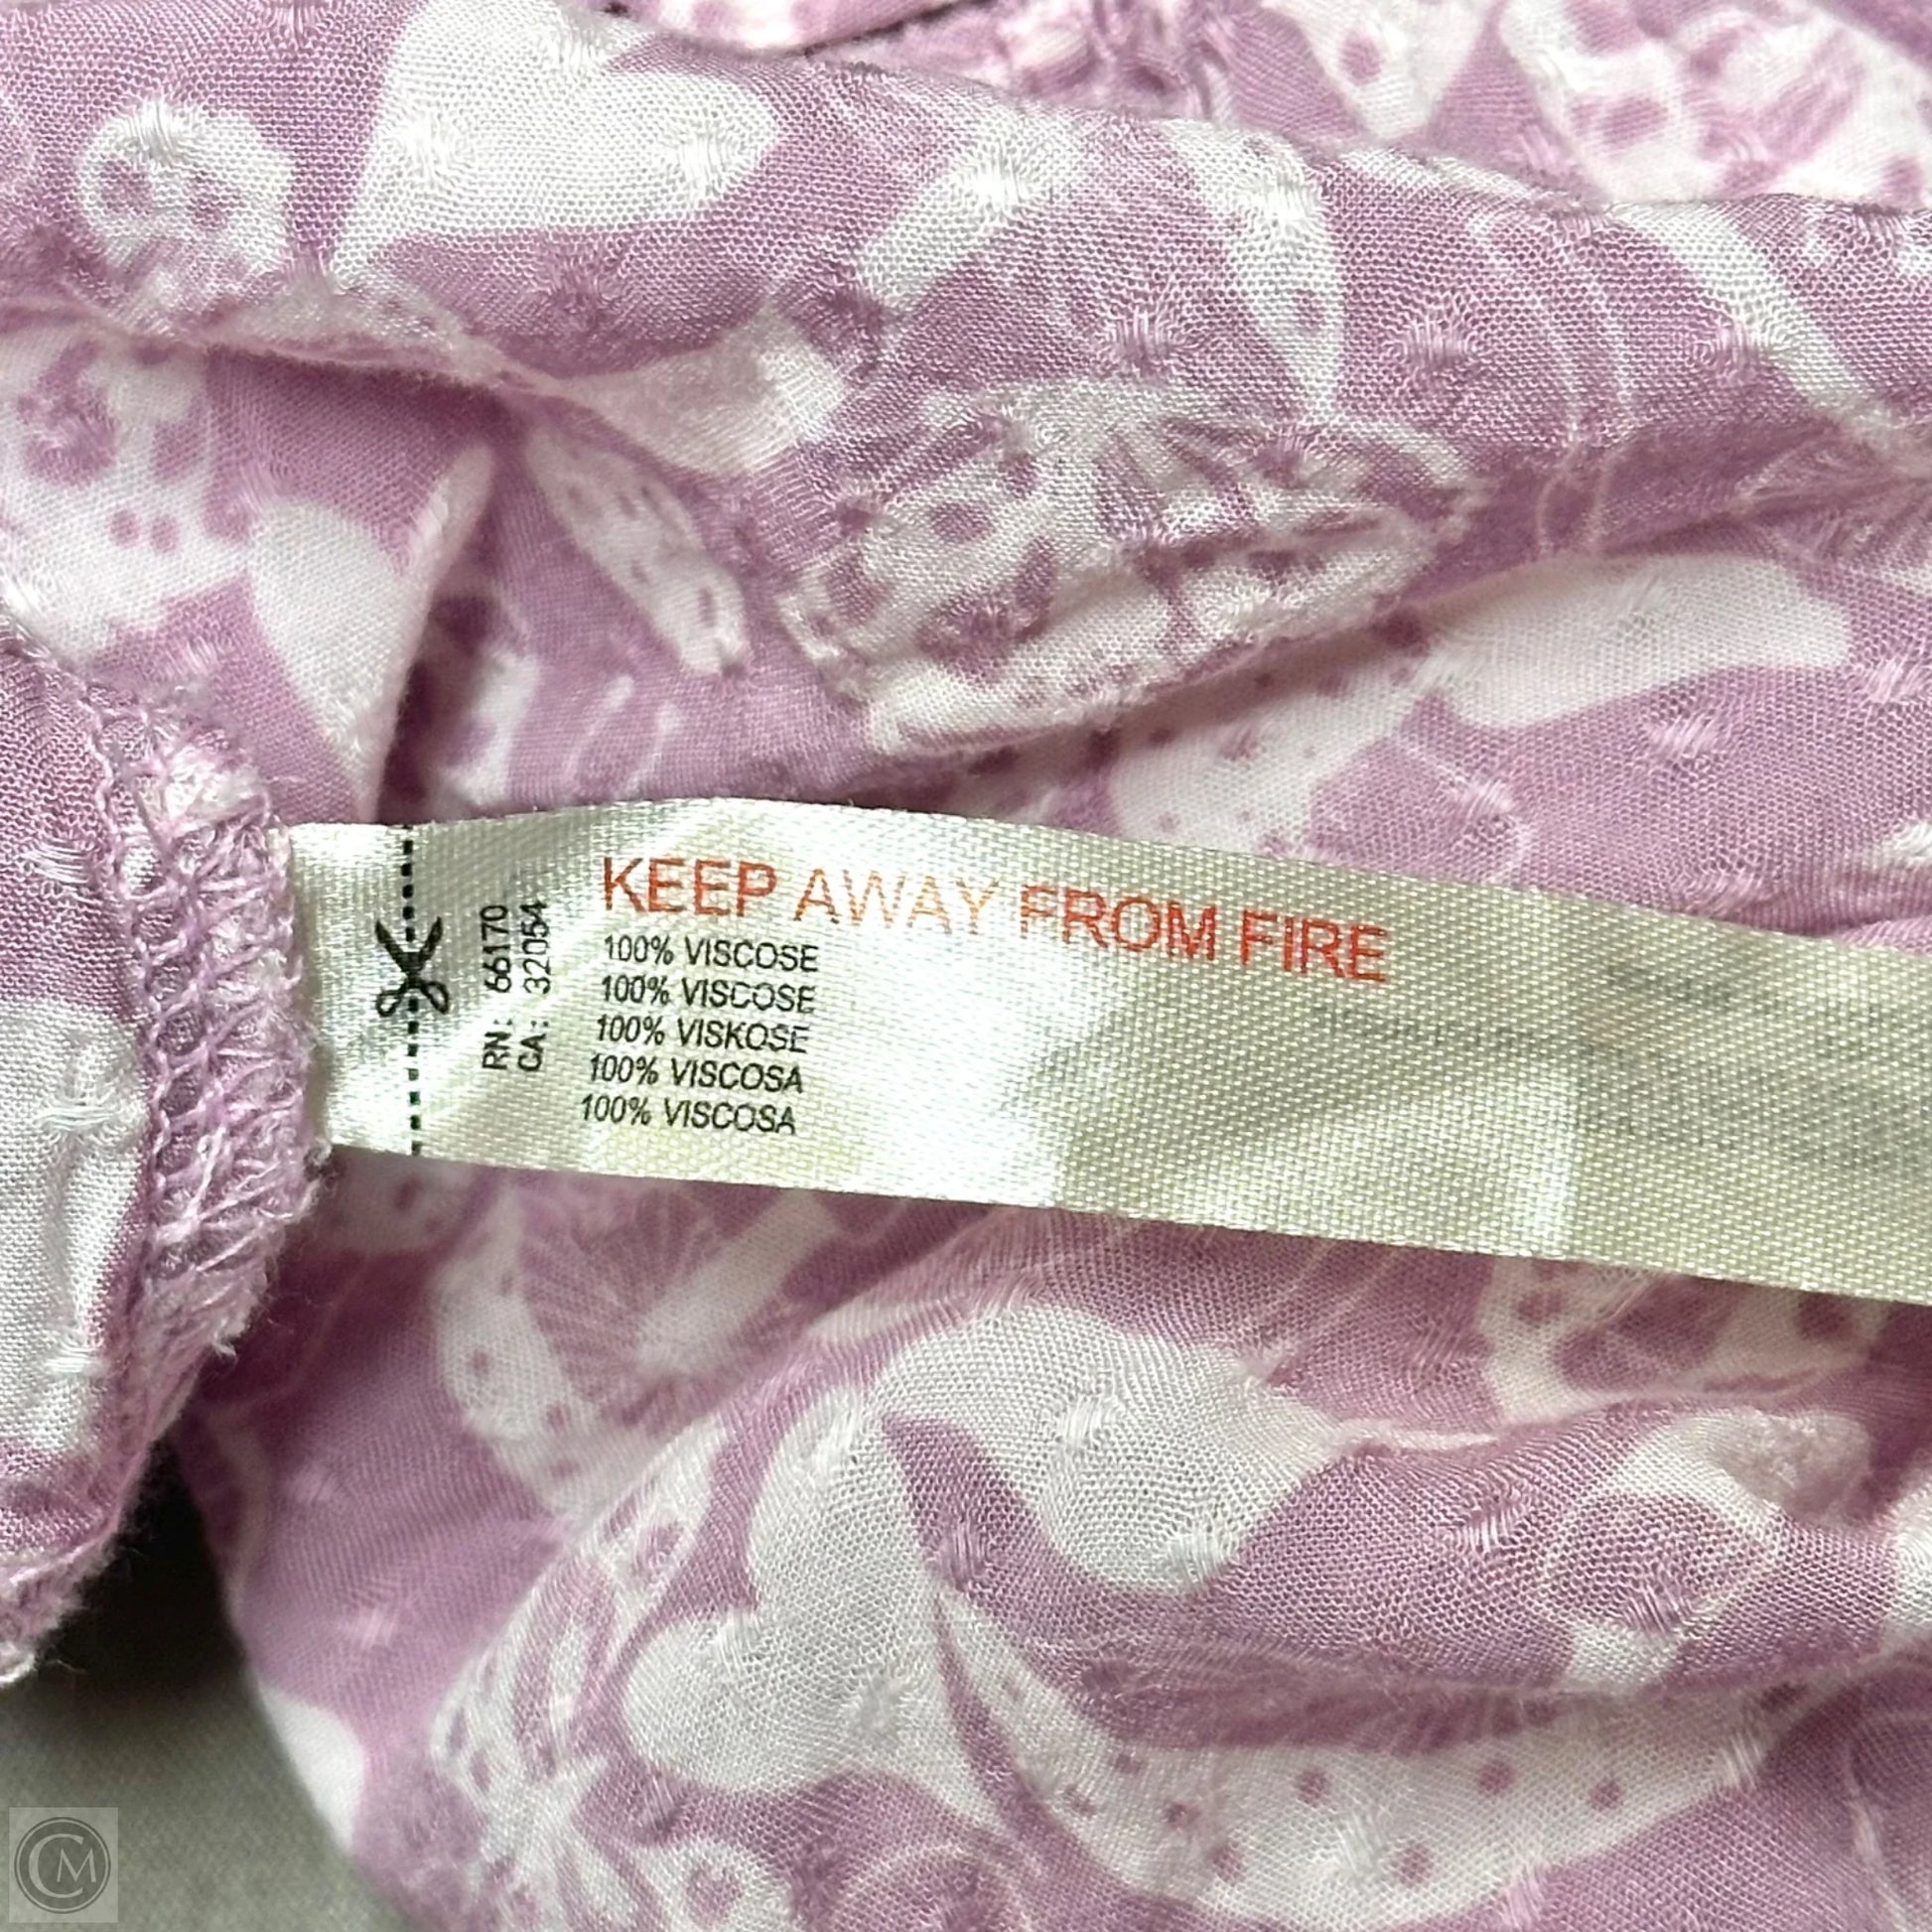 KEEP AWAY FROM FIRE
100% VISCOSE
100% VISCOSE
100% VISKOSE
100% VISCOSA
100% VISCOSA
RN: 66170
CA: 32054
CM